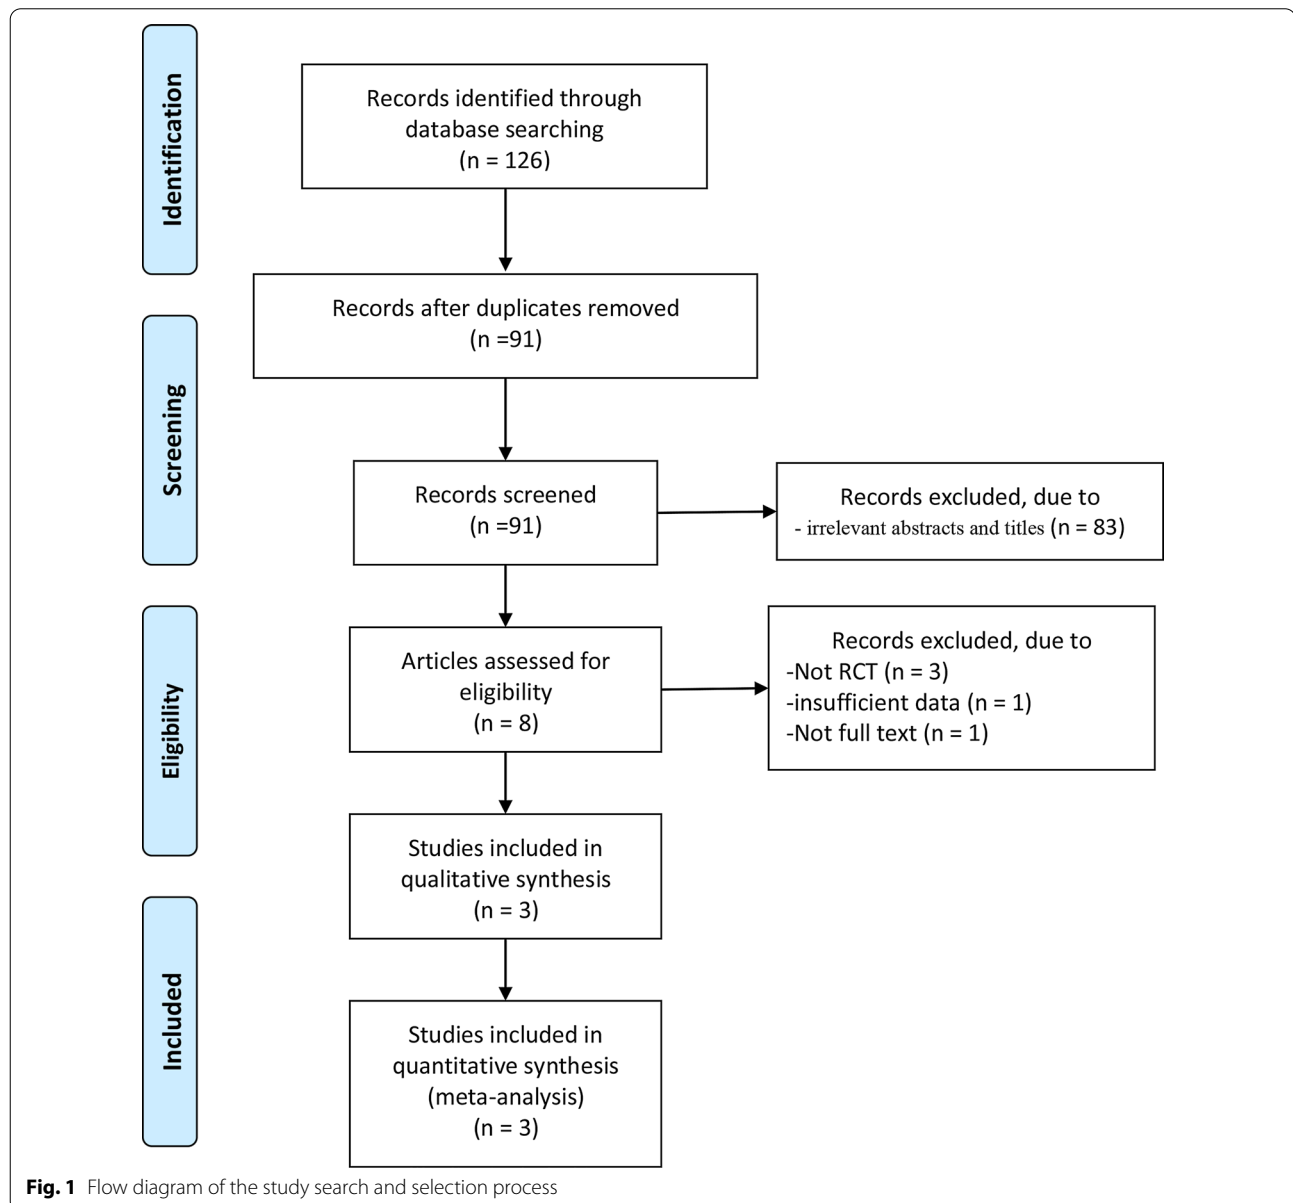 Identification
Records identified through
database searching
(n = 126)
Records after duplicates removed
(n =91)
Screening
Records screened
(n =91)
Records excluded, due to
- irrelevant abstracts and titles (n = 83)
Eligibility
Articles assessed for
eligibility
(n = 8)
Records excluded, due to
-Not RCT (n = 3)
-insufficient data (n = 1)
-Not full text (n = 1)
Studies included in
qualitative synthesis
(n = 3)
Included
Studies included in
quantitative synthesis
(meta-analysis)
(n = 3)
Fig. 1 Flow diagram of the study search and selection process